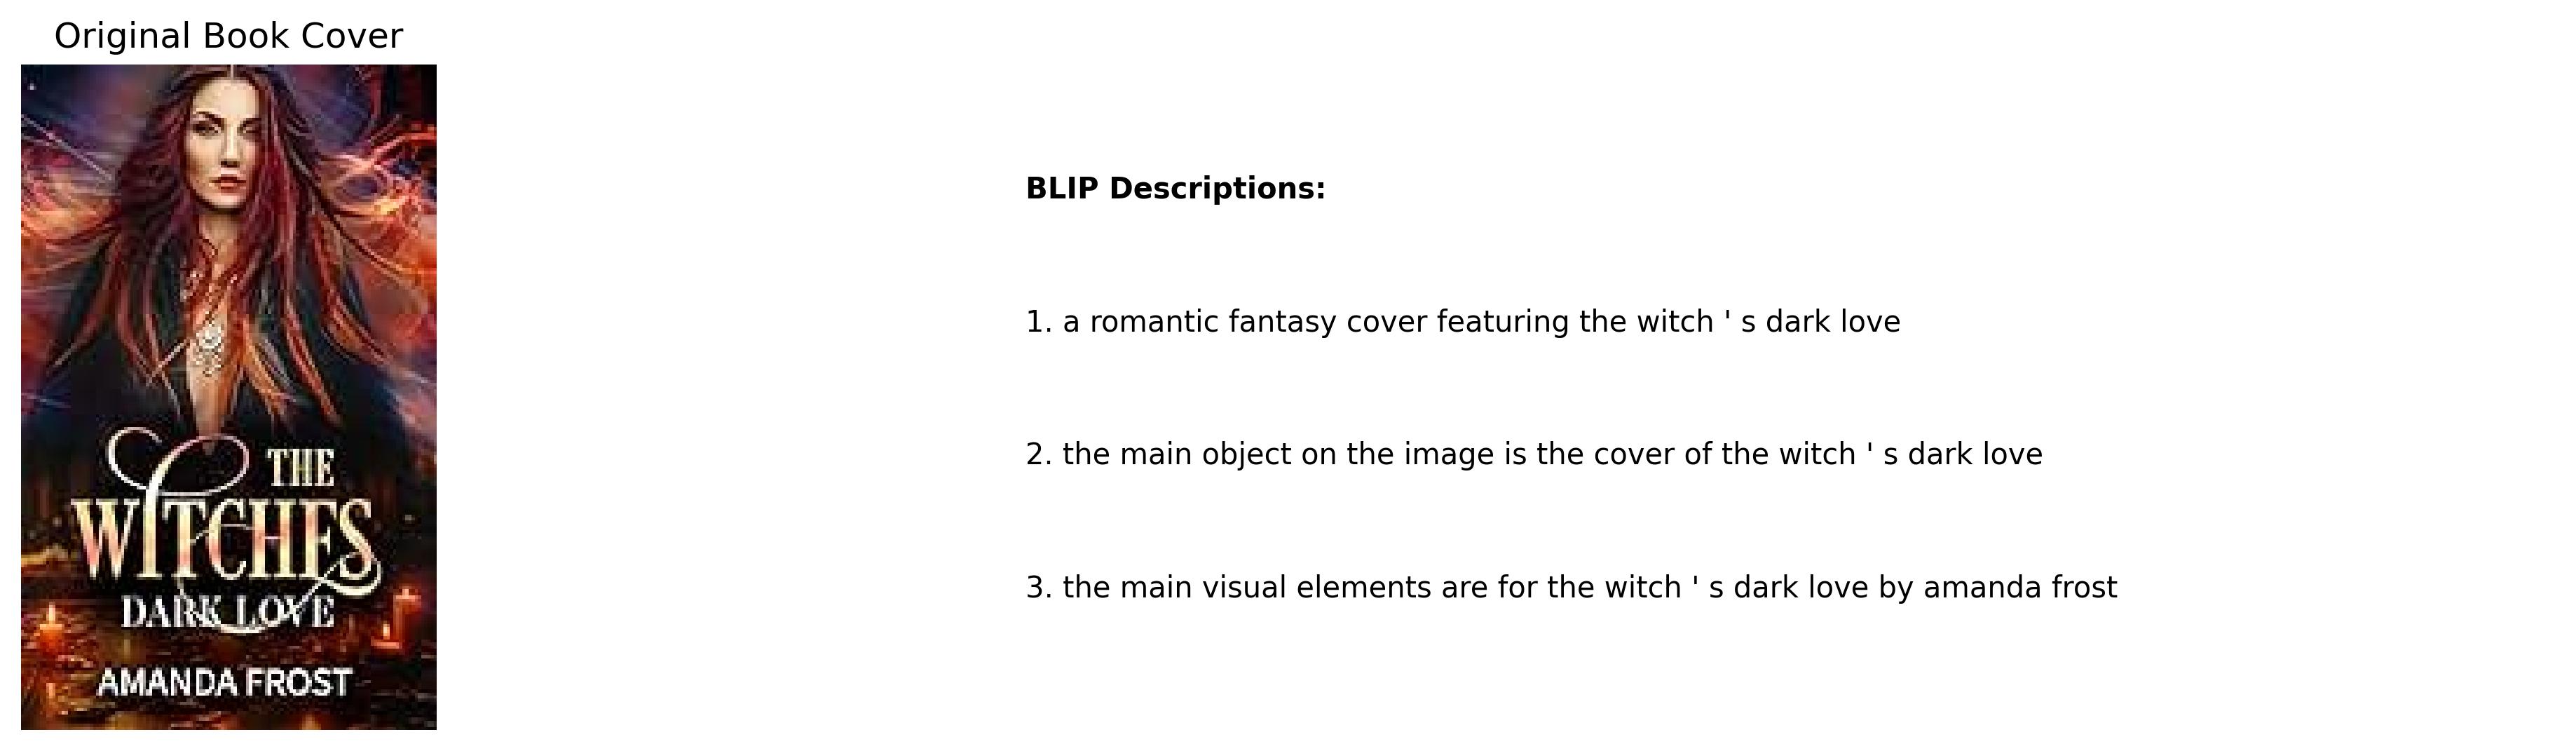 Original Book Cover
THE
WITCHES
DARK LOVE
AMANDA FROST
BLIP Descriptions:
1. a romantic fantasy cover featuring the witch ' s dark love
2. the main object on the image is the cover of the witch ' s dark love
3. the main visual elements are for the witch ' s dark love by amanda frost